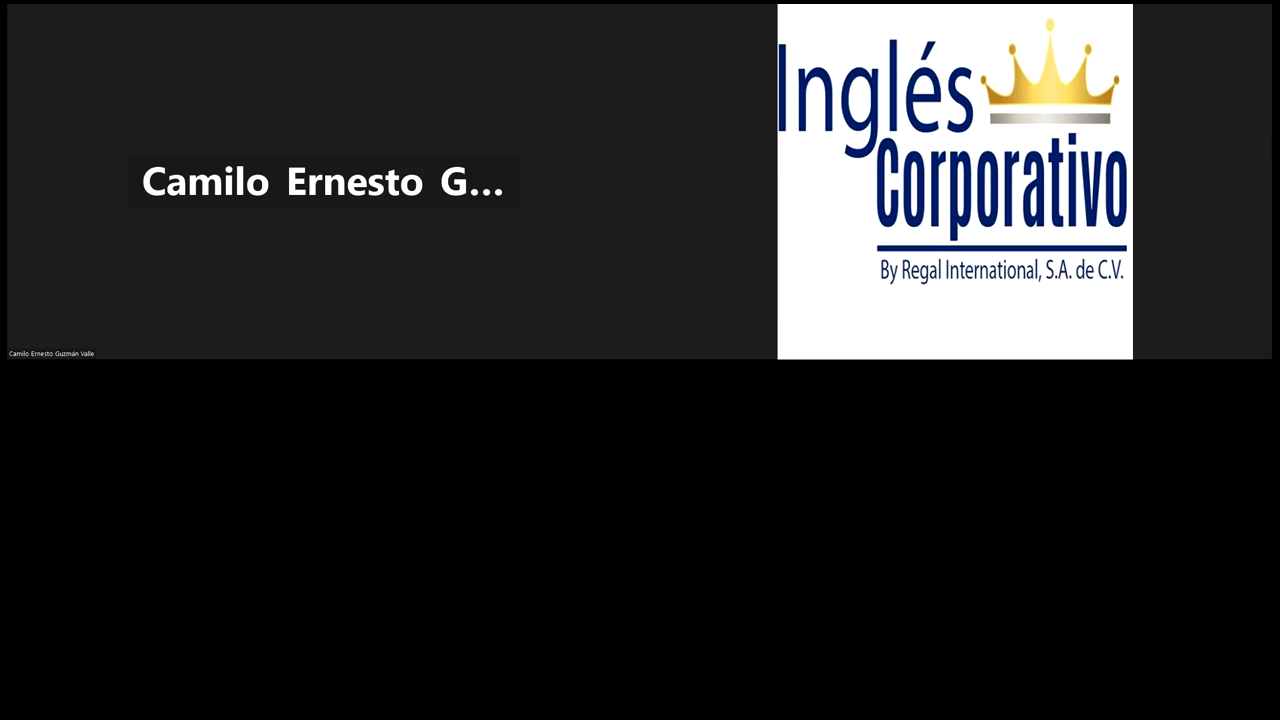 Camilo Ernesto G...
Camilo Ernesto Guzmán Valle
Inglés
Corporativo
By Regal International, S.A. de C.V.